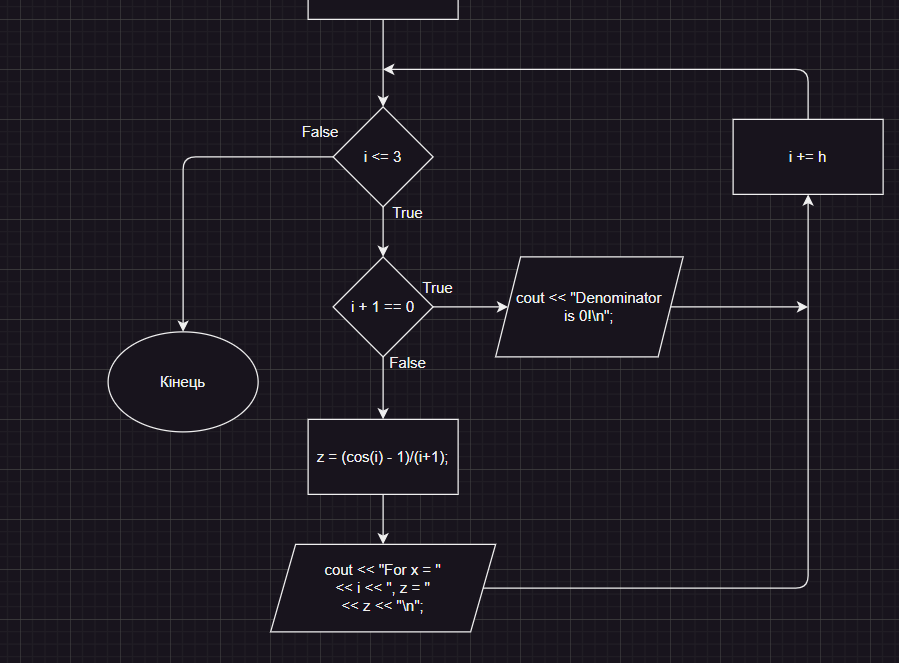 False
i <= 3
i += h
True
True
i + 1 == 0
cout << "Denominator
is 0!\n";
False
Кінець
z = (cos(i) - 1)/(i+1);
cout << "For x = "
<< i << ", z = "
<< z << "\n";